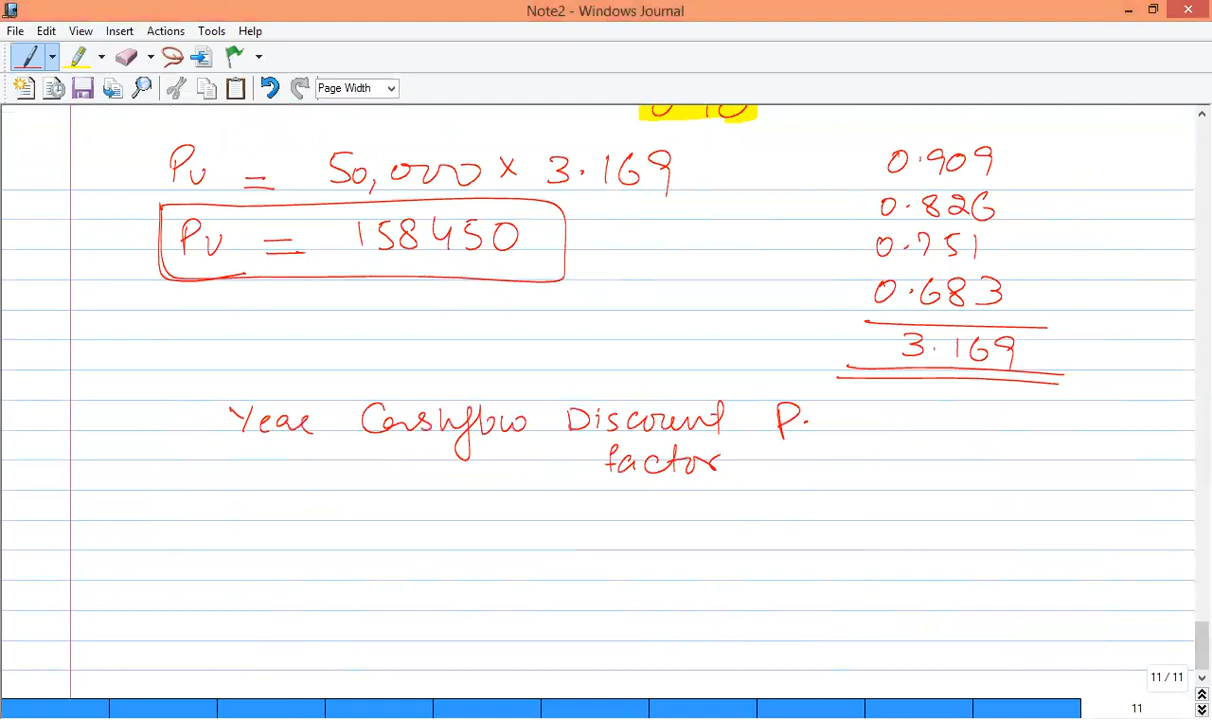 Note2 - Windows Journal
File Edit View Insert Actions Tools Help
Page Width
Pv = 50,000 × 3.169
Pv = 158450
0.909
0.826
0.751
0.683
3.169
Year Cashflow Discount P.
factor
11 / 11
11